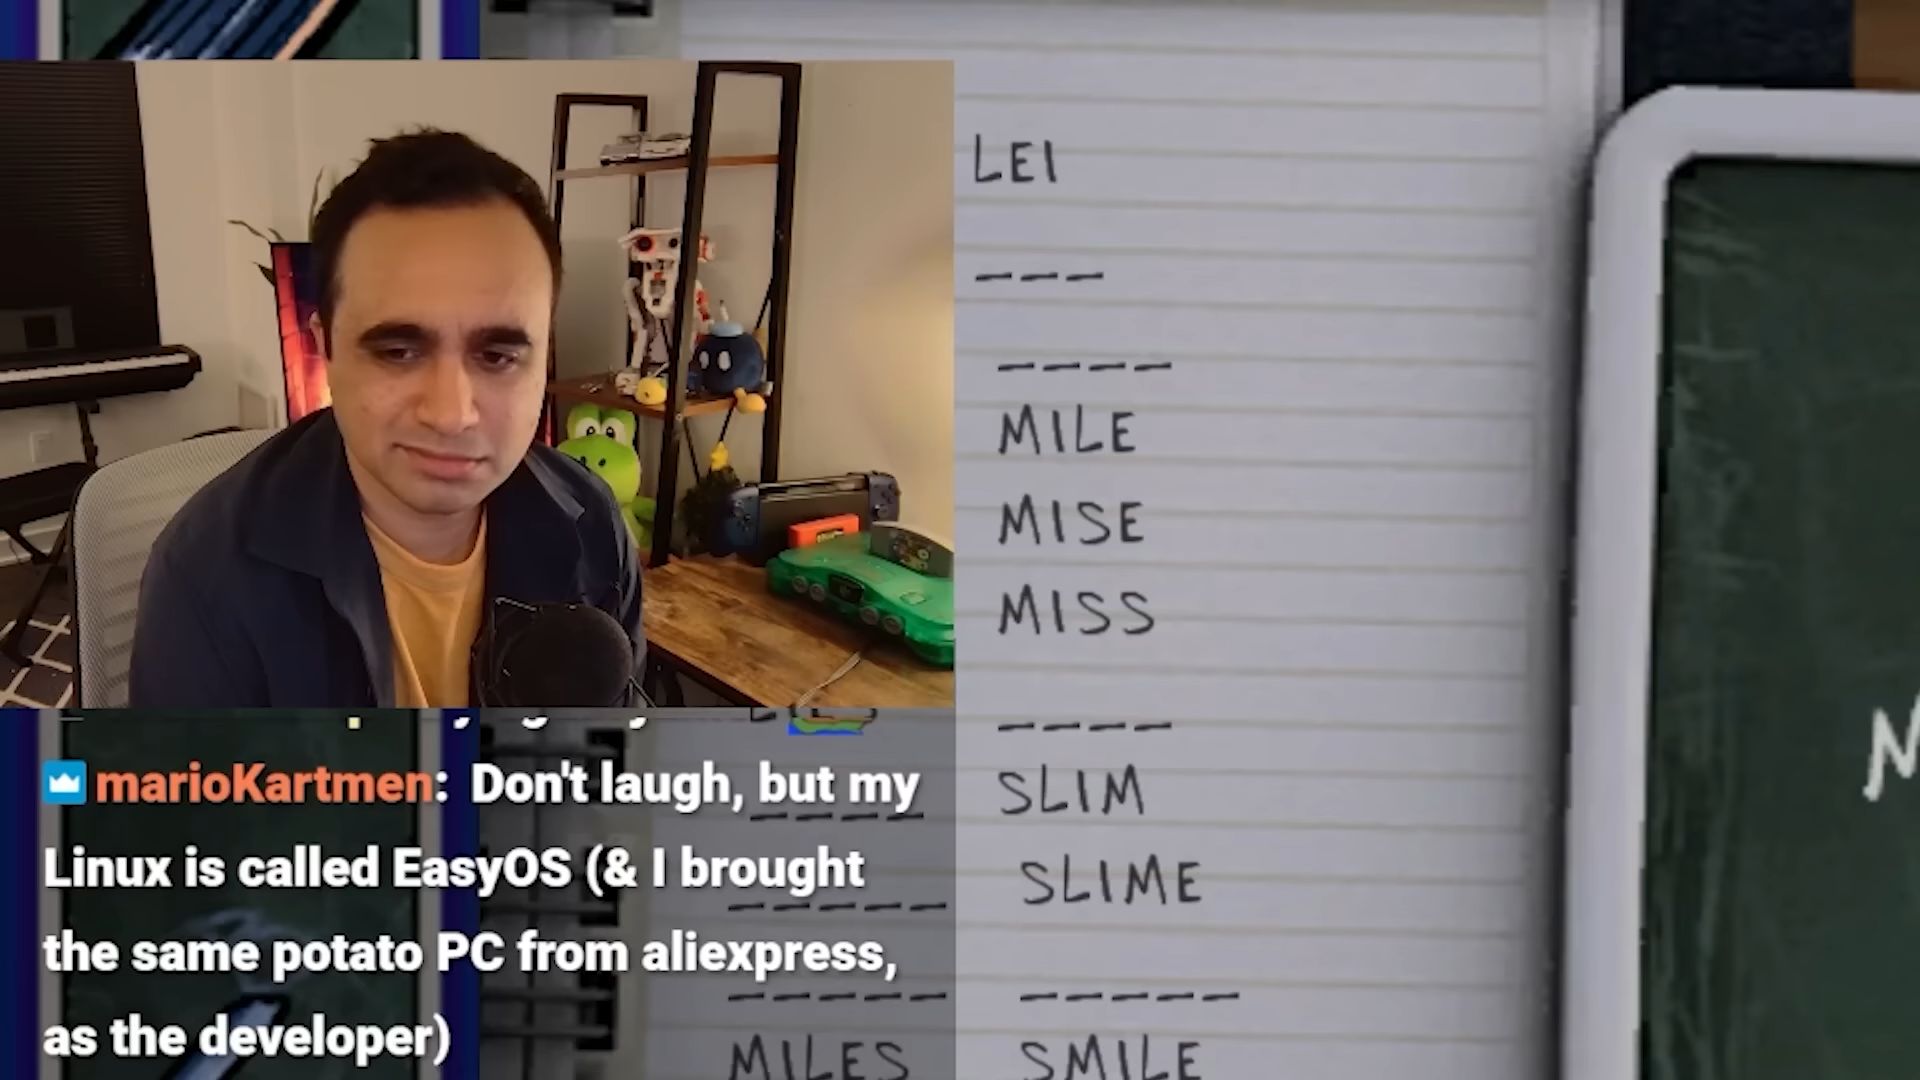 LEI
MILE
MISE
MISS
SLIM
SLIME
SMILE
marioKartmen: Don't laugh, but my
Linux is called EasyOS (& I brought
the same potato PC from aliexpress,
as the developer)
MILES